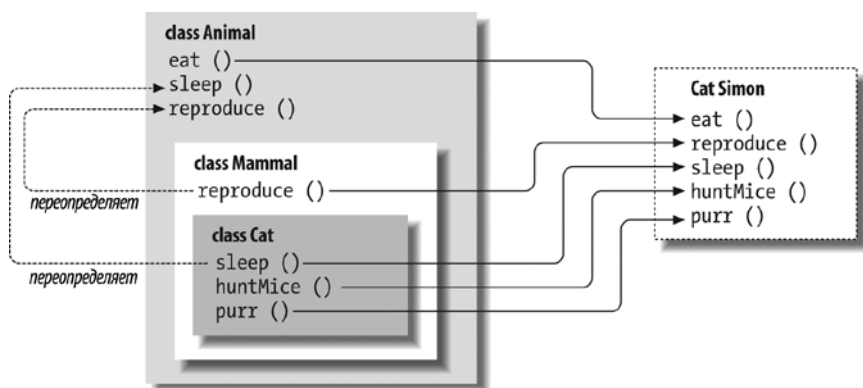 class Animal
eat ()
sleep ()
reproduce ()
class Mammal
reproduce ()
переопределяет
class Cat
sleep ()
переопределяет
huntMice ()
purr ()
Cat Simon
eat ()
reproduce ()
sleep ()
huntMice ()
purr ()